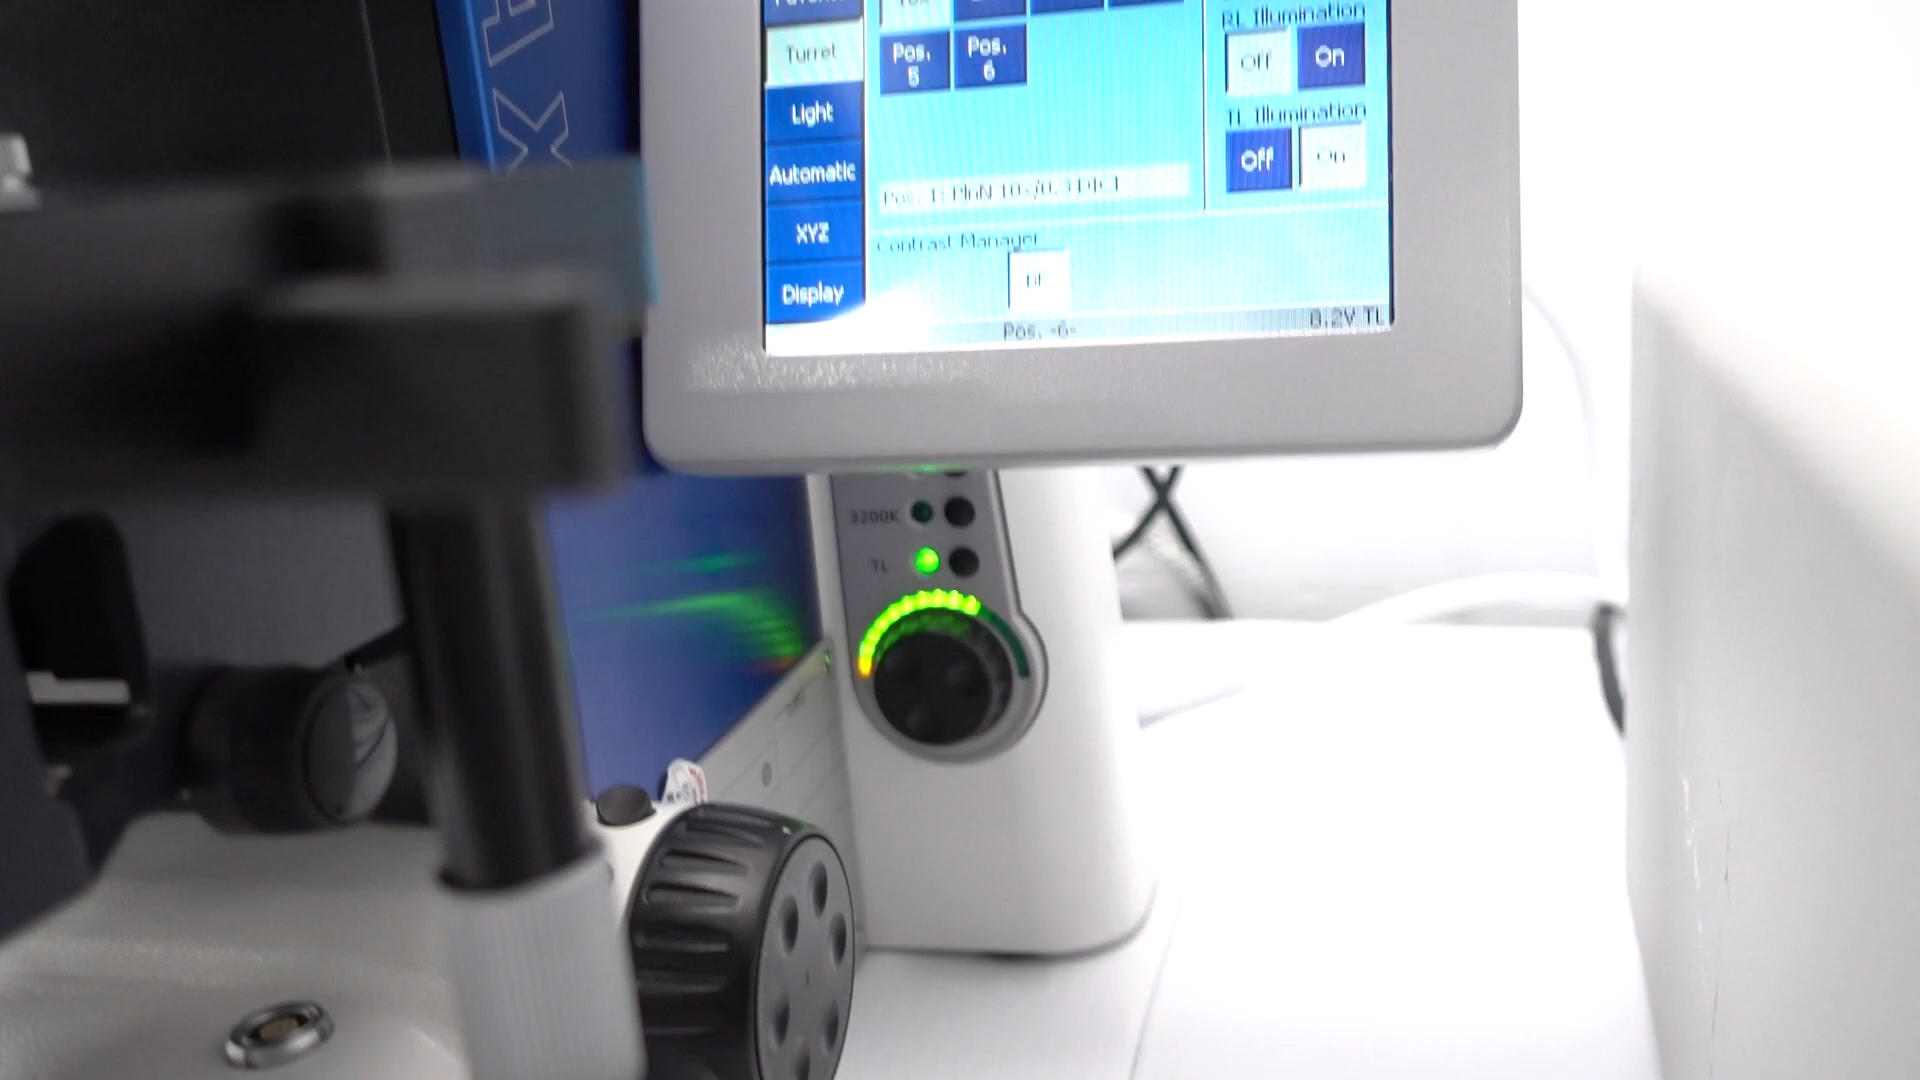 RL Illumination
Turret
Pos. 5
Pos. 6
Off
On
Light
TL Illumination
Off
On
Automatic
XYZ
Contrast Manager
Display
Pos. -6-
8.2V TL
3200K
TL